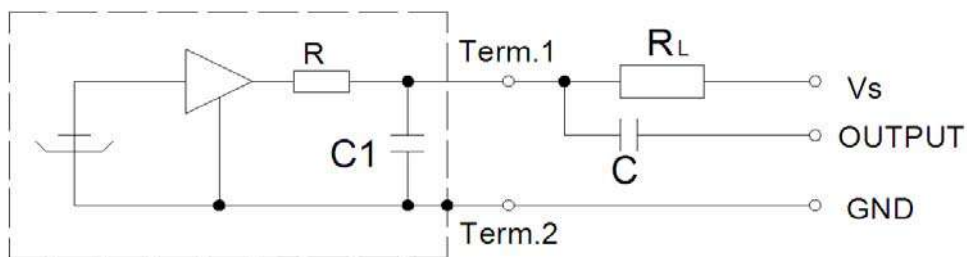 R
Term.1
RL
Vs
OUTPUT
C1
C
GND
Term.2